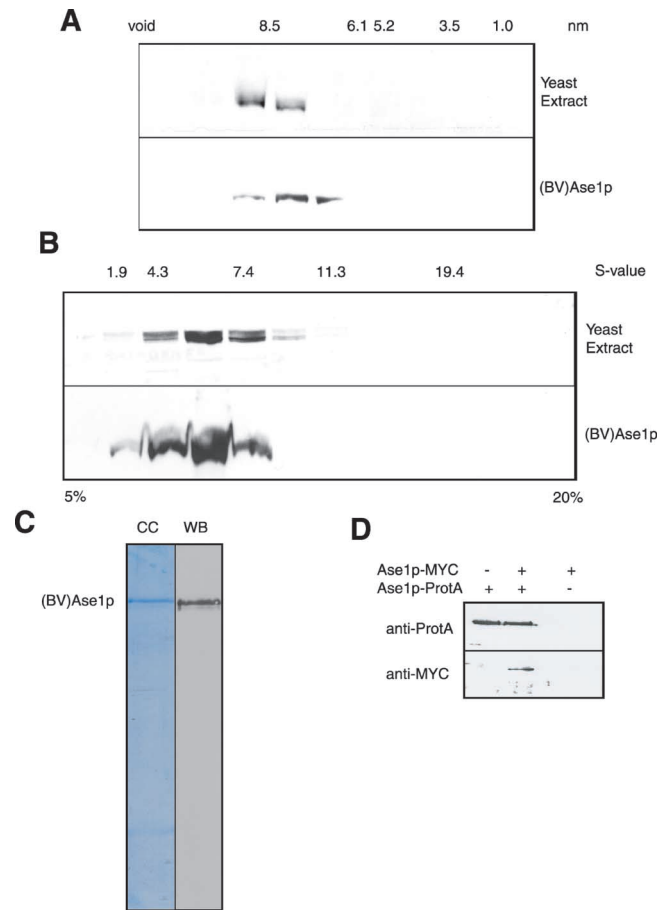 A
void 8.5 6.1 5.2 3.5 1.0 nm
Yeast
Extract
(BV)Ase1p
B
1.9 4.3 7.4 11.3 19.4 S-value
Yeast
Extract
(BV)Ase1p
5% 20%
C
CC WB
(BV)Ase1p
D
Ase1p-MYC - + +
Ase1p-ProtA + + -
anti-ProtA
anti-MYC